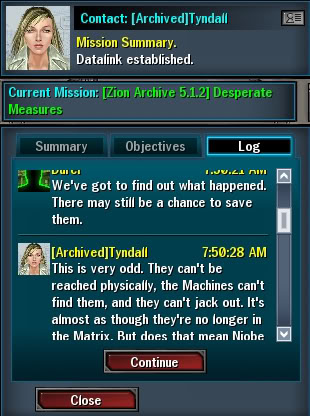 Contact: [Archived]Tyndall
Mission Summary.
Datalink established.
Current Mission: [Zion Archive 5.1.2] Desperate
Measures
Summary
Objectives
Log
7:50:21 AM
We've got to find out what happened.
There may still be a chance to save
them.
[Archived]Tyndall 7:50:28 AM
This is very odd. They can't be
reached physically, the Machines can't
find them, and they can't jack out. It's
almost as though they're no longer in
the Matrix. But does that mean Niobe
Continue
Close